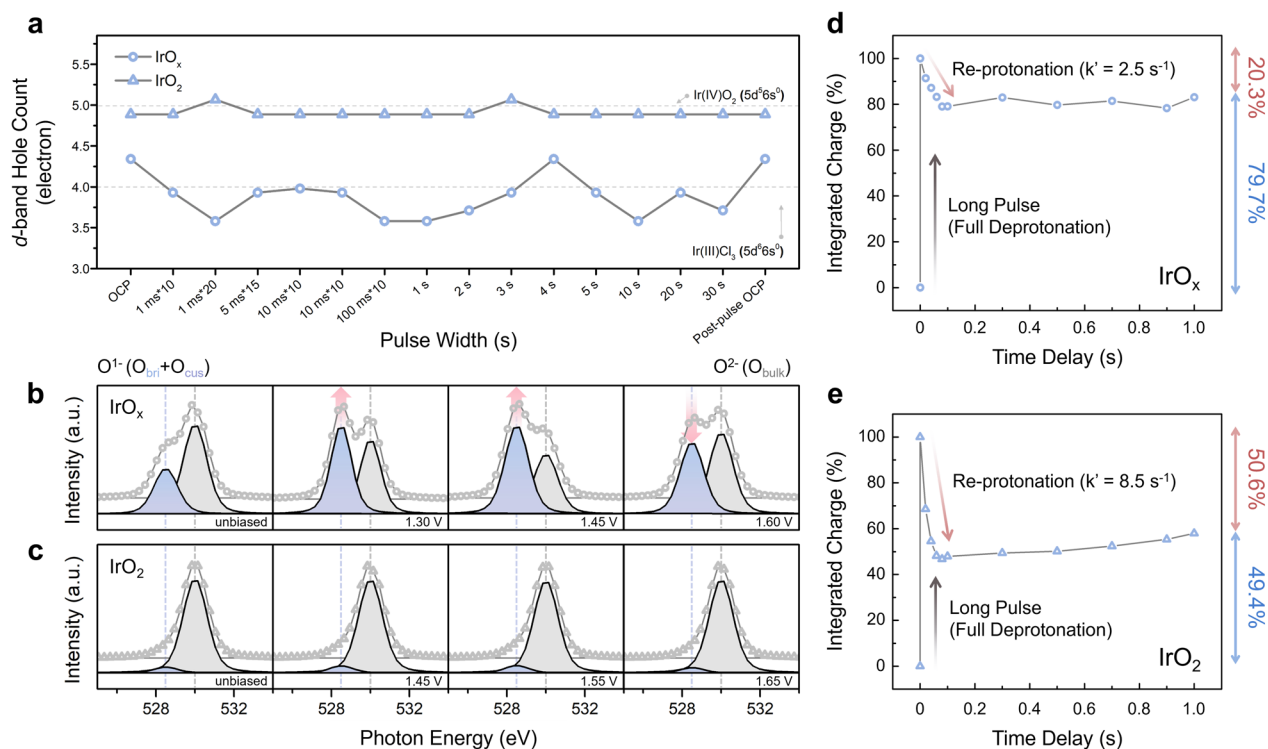 a
IrOx
IrO2
Ir(IV)O2 (5d⁵6s⁰)
Ir(III)Cl3 (5d⁶6s⁰)
d-band Hole Count
(electron)
5.5
5.0
4.5
4.0
3.5
3.0
OCP
1 ms*10
1 ms*20
5 ms*15
10 ms*10
10 ms*10
100 ms*10
1 s
2 s
3 s
4 s
5 s
10 s
20 s
30 s
Post-pulse OCP
Pulse Width (s)
O¹⁻ (Obri+Ocus)
O²⁻ (Obulk)
b
IrOx
Intensity (a.u.)
unbiased
1.30 V
1.45 V
1.60 V
c
IrO2
Intensity (a.u.)
unbiased
1.45 V
1.55 V
1.65 V
528 532 528 532 528 532 528 532
Photon Energy (eV)
d
Integrated Charge (%)
100
80
60
40
20
0
Re-protonation (k' = 2.5 s⁻¹)
Long Pulse
(Full Deprotonation)
IrOx
0 0.2 0.4 0.6 0.8 1.0
Time Delay (s)
20.3%
79.7%
e
Integrated Charge (%)
100
80
60
40
20
0
Re-protonation (k' = 8.5 s⁻¹)
Long Pulse
(Full Deprotonation)
IrO2
0 0.2 0.4 0.6 0.8 1.0
Time Delay (s)
50.6%
49.4%